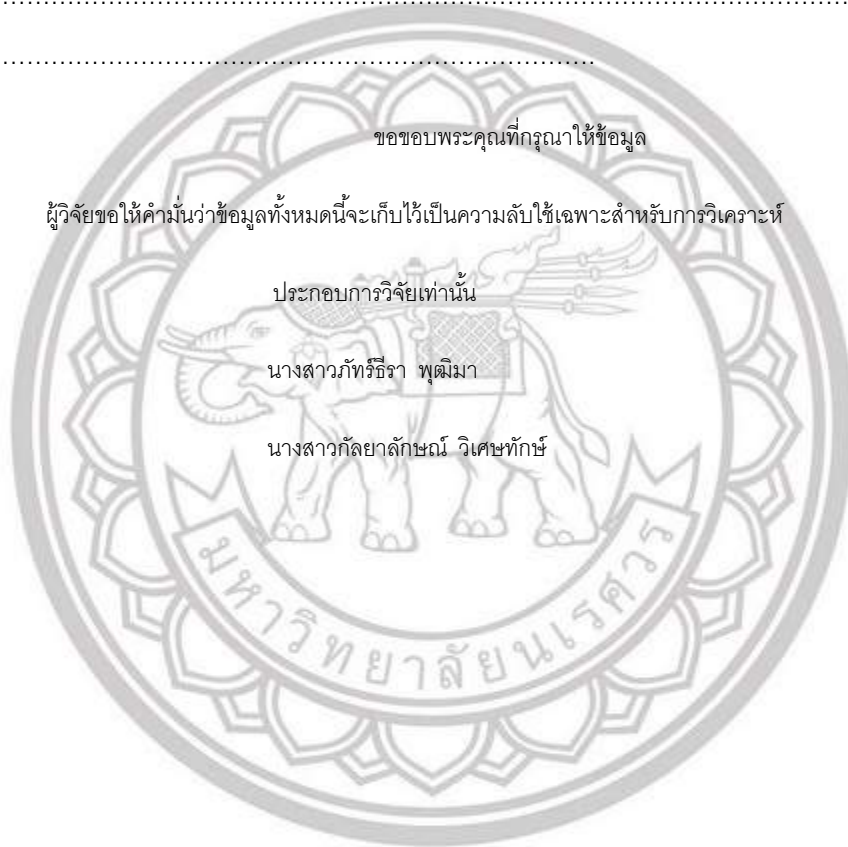 ……………………………………………………………………………………………
………………………………………………………………
ขอขอบพระคุณที่กรุณาให้ข้อมูล
ผู้วิจัยขอให้คำมั่นว่าข้อมูลทั้งหมดนี้จะเก็บไว้เป็นความลับใช้เฉพาะสำหรับการวิเคราะห์
ประกอบการวิจัยเท่านั้น
นางสาวภัทร์ธีรา พุฒิมา
นางสาวกัลยาลักษณ์ วิเศษทักษ์
มหาวิทยาลัยนเรศวร